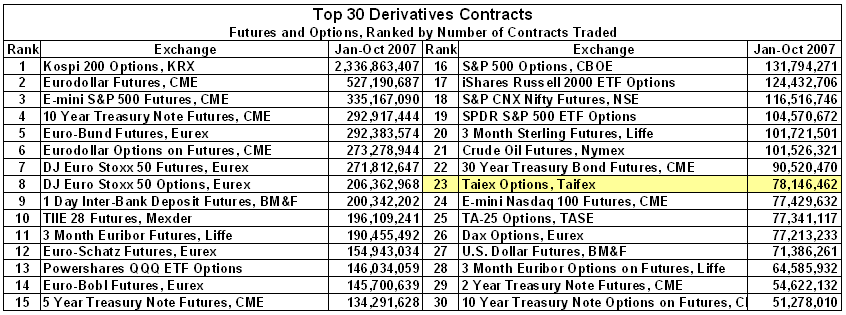 Top 30 Derivatives Contracts
Futures and Options, Ranked by Number of Contracts Traded
Rank Exchange Jan-Oct 2007 Rank Exchange Jan-Oct 2007
1 Kospi 200 Options, KRX 2,336,863,407 16 S&P 500 Options, CBOE 131,794,271
2 Eurodollar Futures, CME 527,190,687 17 iShares Russell 2000 ETF Options 124,432,706
3 E-mini S&P 500 Futures, CME 335,167,090 18 S&P CNX Nifty Futures, NSE 116,516,746
4 10 Year Treasury Note Futures, CME 292,917,444 19 SPDR S&P 500 ETF Options 104,570,672
5 Euro-Bund Futures, Eurex 292,383,574 20 3 Month Sterling Futures, Liffe 101,721,501
6 Eurodollar Options on Futures, CME 273,278,944 21 Crude Oil Futures, Nymex 101,526,321
7 DJ Euro Stoxx 50 Futures, Eurex 271,812,647 22 30 Year Treasury Bond Futures, CME 90,520,470
8 DJ Euro Stoxx 50 Options, Eurex 206,362,968 23 Taiex Options, Taifex 78,146,462
9 1 Day Inter-Bank Deposit Futures, BM&F 200,342,202 24 E-mini Nasdaq 100 Futures, CME 77,429,632
10 TIIE 28 Futures, Mexder 196,109,241 25 TA-25 Options, TASE 77,341,117
11 3 Month Euribor Futures, Liffe 190,455,492 26 Dax Options, Eurex 77,213,233
12 Euro-Schatz Futures, Eurex 154,943,034 27 U.S. Dollar Futures, BM&F 71,386,261
13 Powershares QQQ ETF Options 146,034,059 28 3 Month Euribor Options on Futures, Liffe 64,585,932
14 Euro-Bobl Futures, Eurex 145,700,639 29 2 Year Treasury Note Futures, CME 54,622,132
15 5 Year Treasury Note Futures, CME 134,291,628 30 10 Year Treasury Note Options on Futures, 51,278,010